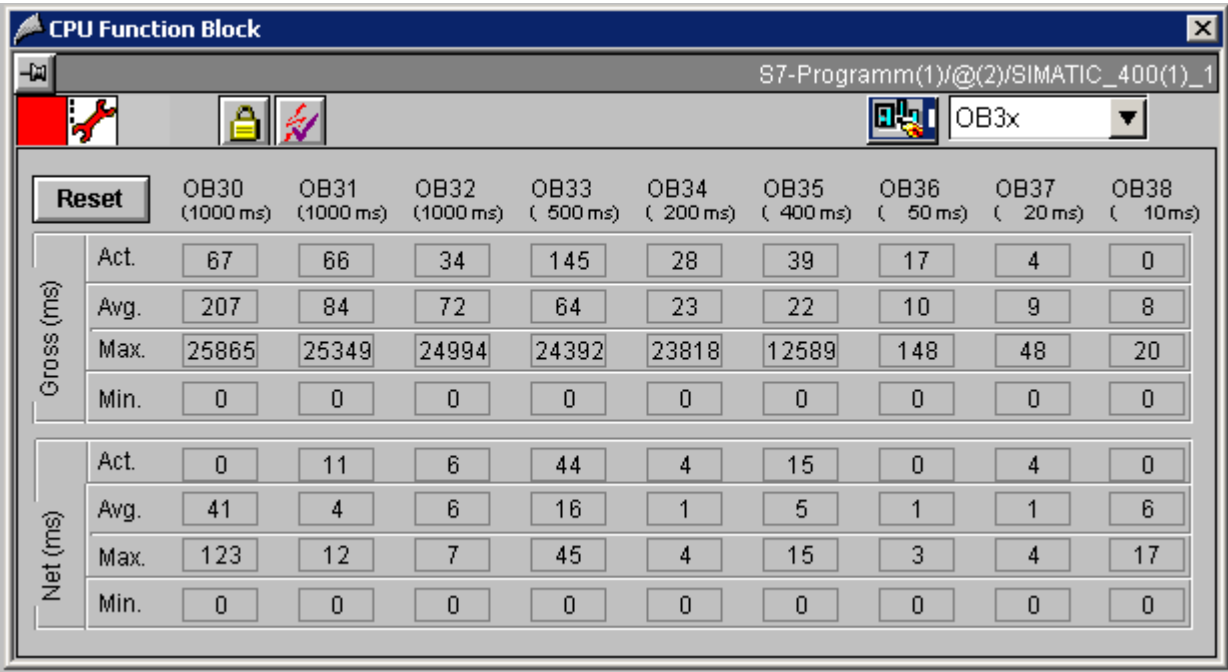 CPU Function Block
S7-Programm(1)/@(2)/SIMATIC_400(1)_1
OB3x
Reset OB30 OB31 OB32 OB33 OB34 OB35 OB36 OB37 OB38
(1000 ms) (1000 ms) (1000 ms) ( 500 ms) ( 200 ms) ( 400 ms) ( 50 ms) ( 20 ms) ( 10 ms)
Gross (ms)
Act. 67 66 34 145 28 39 17 4 0
Avg. 207 84 72 64 23 22 10 9 8
Max. 25865 25349 24994 24392 23818 12589 148 48 20
Min. 0 0 0 0 0 0 0 0 0
Net (ms)
Act. 0 11 6 44 4 15 0 4 0
Avg. 41 4 6 16 1 5 1 1 6
Max. 123 12 7 45 4 15 3 4 17
Min. 0 0 0 0 0 0 0 0 0